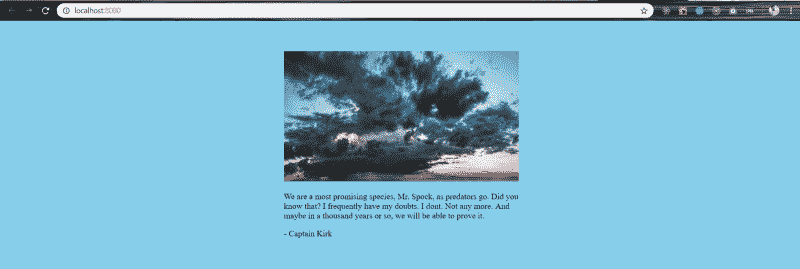 localhost:8080
We are a most promising species, Mr. Spock, as predators go. Did you
know that? I frequently have my doubts. I dont. Not any more. And
maybe in a thousand years or so, we will be able to prove it.
- Captain Kirk